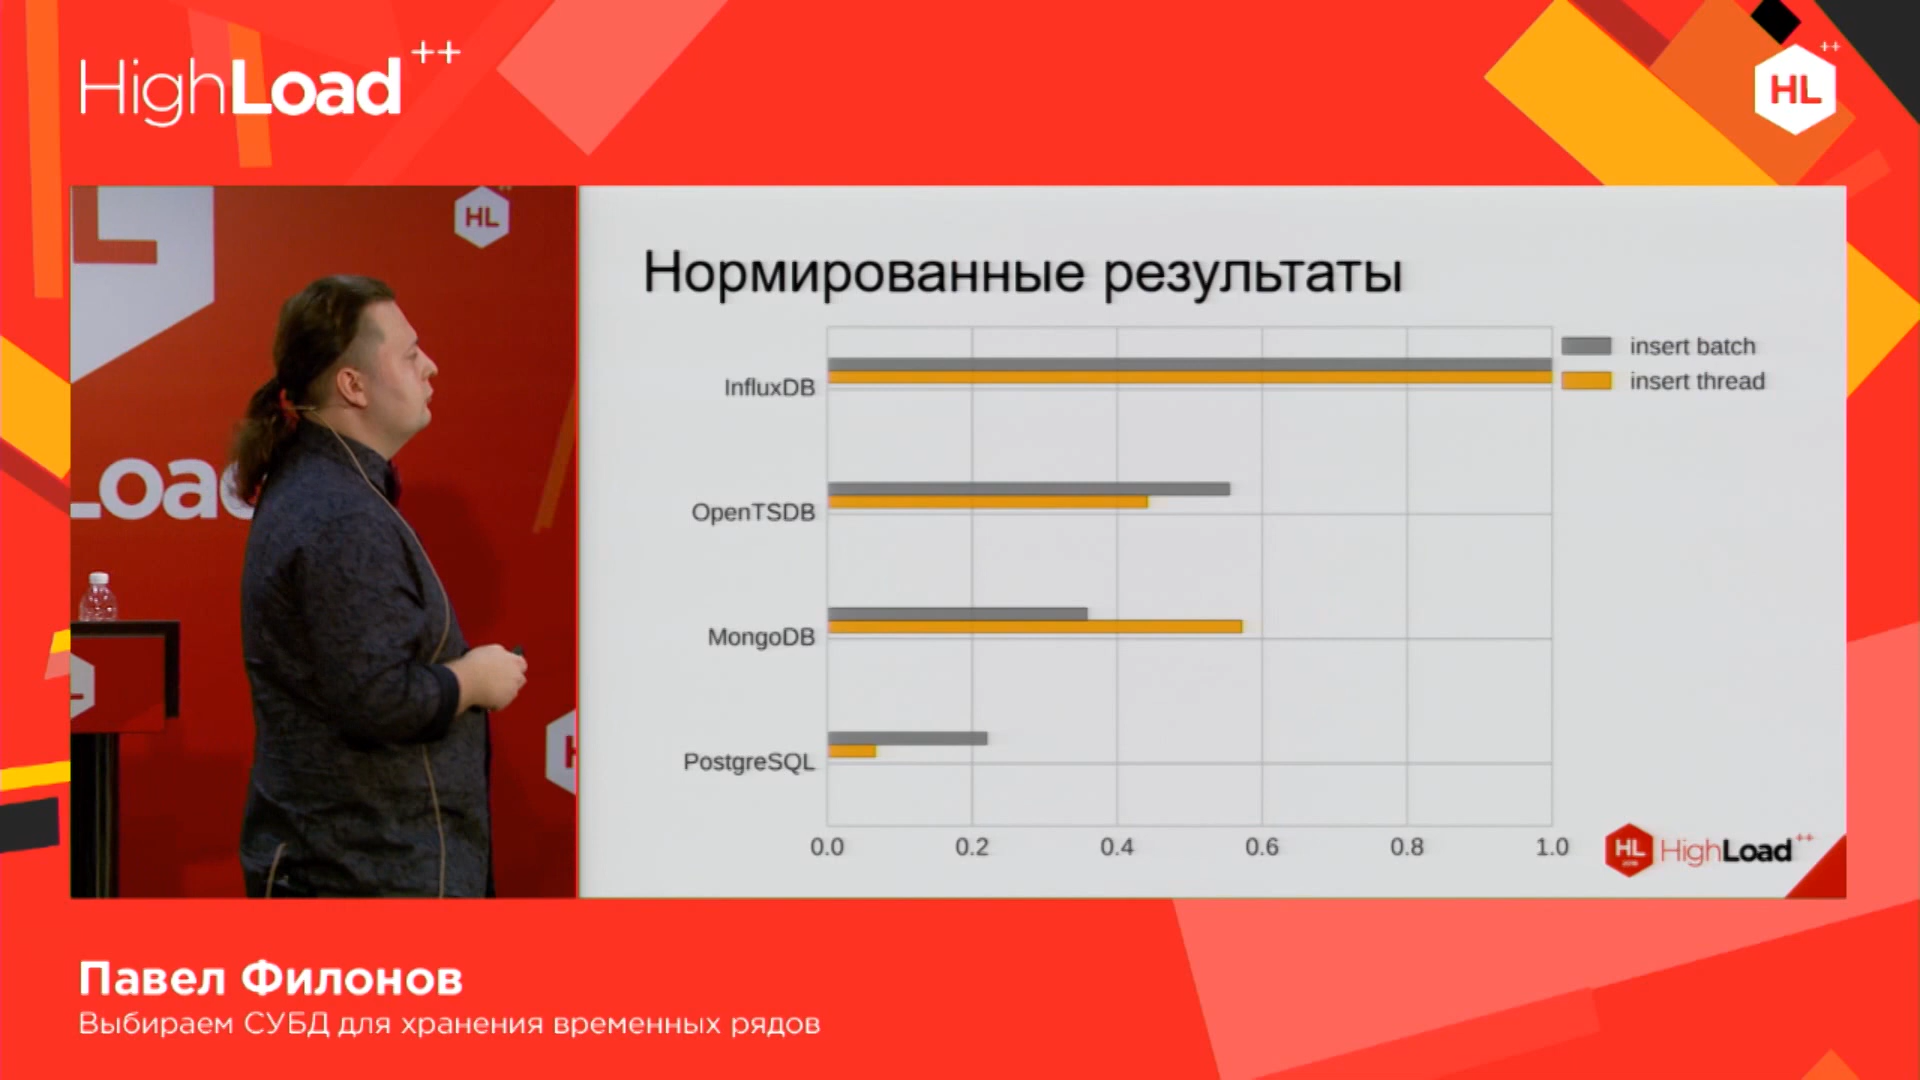 HighLoad++
HL++
HL
Load
Нормированные результаты
insert batch
insert thread
InfluxDB
OpenTSDB
MongoDB
PostgreSQL
0.0 0.2 0.4 0.6 0.8 1.0
HL HighLoad++
Павел Филонов
Выбираем СУБД для хранения временных рядов